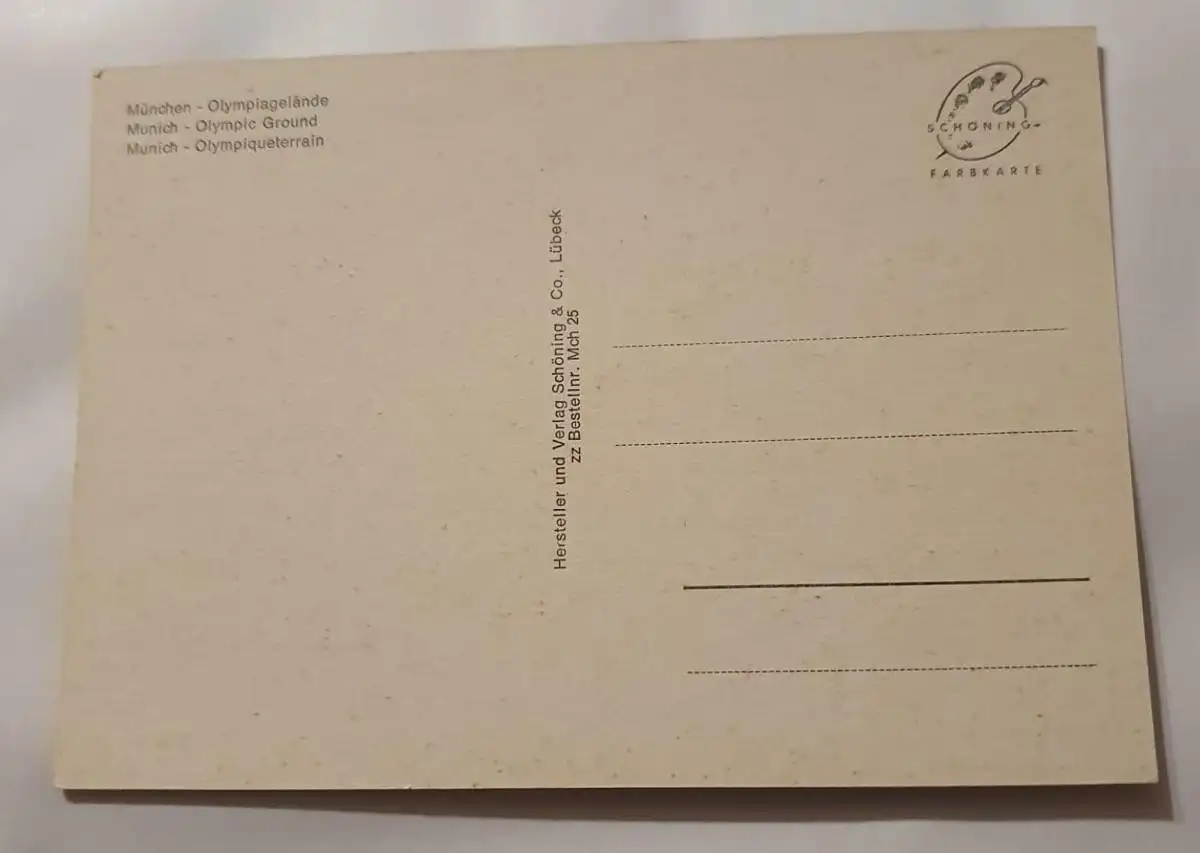 München - Olympiagelände
Munich - Olympic Ground
Munich - Olympiqueterrain
SCHÖNING-
FARBKARTE
Hersteller und Verlag Schöning & Co., Lübeck
zz Bestellnr. Mch 25